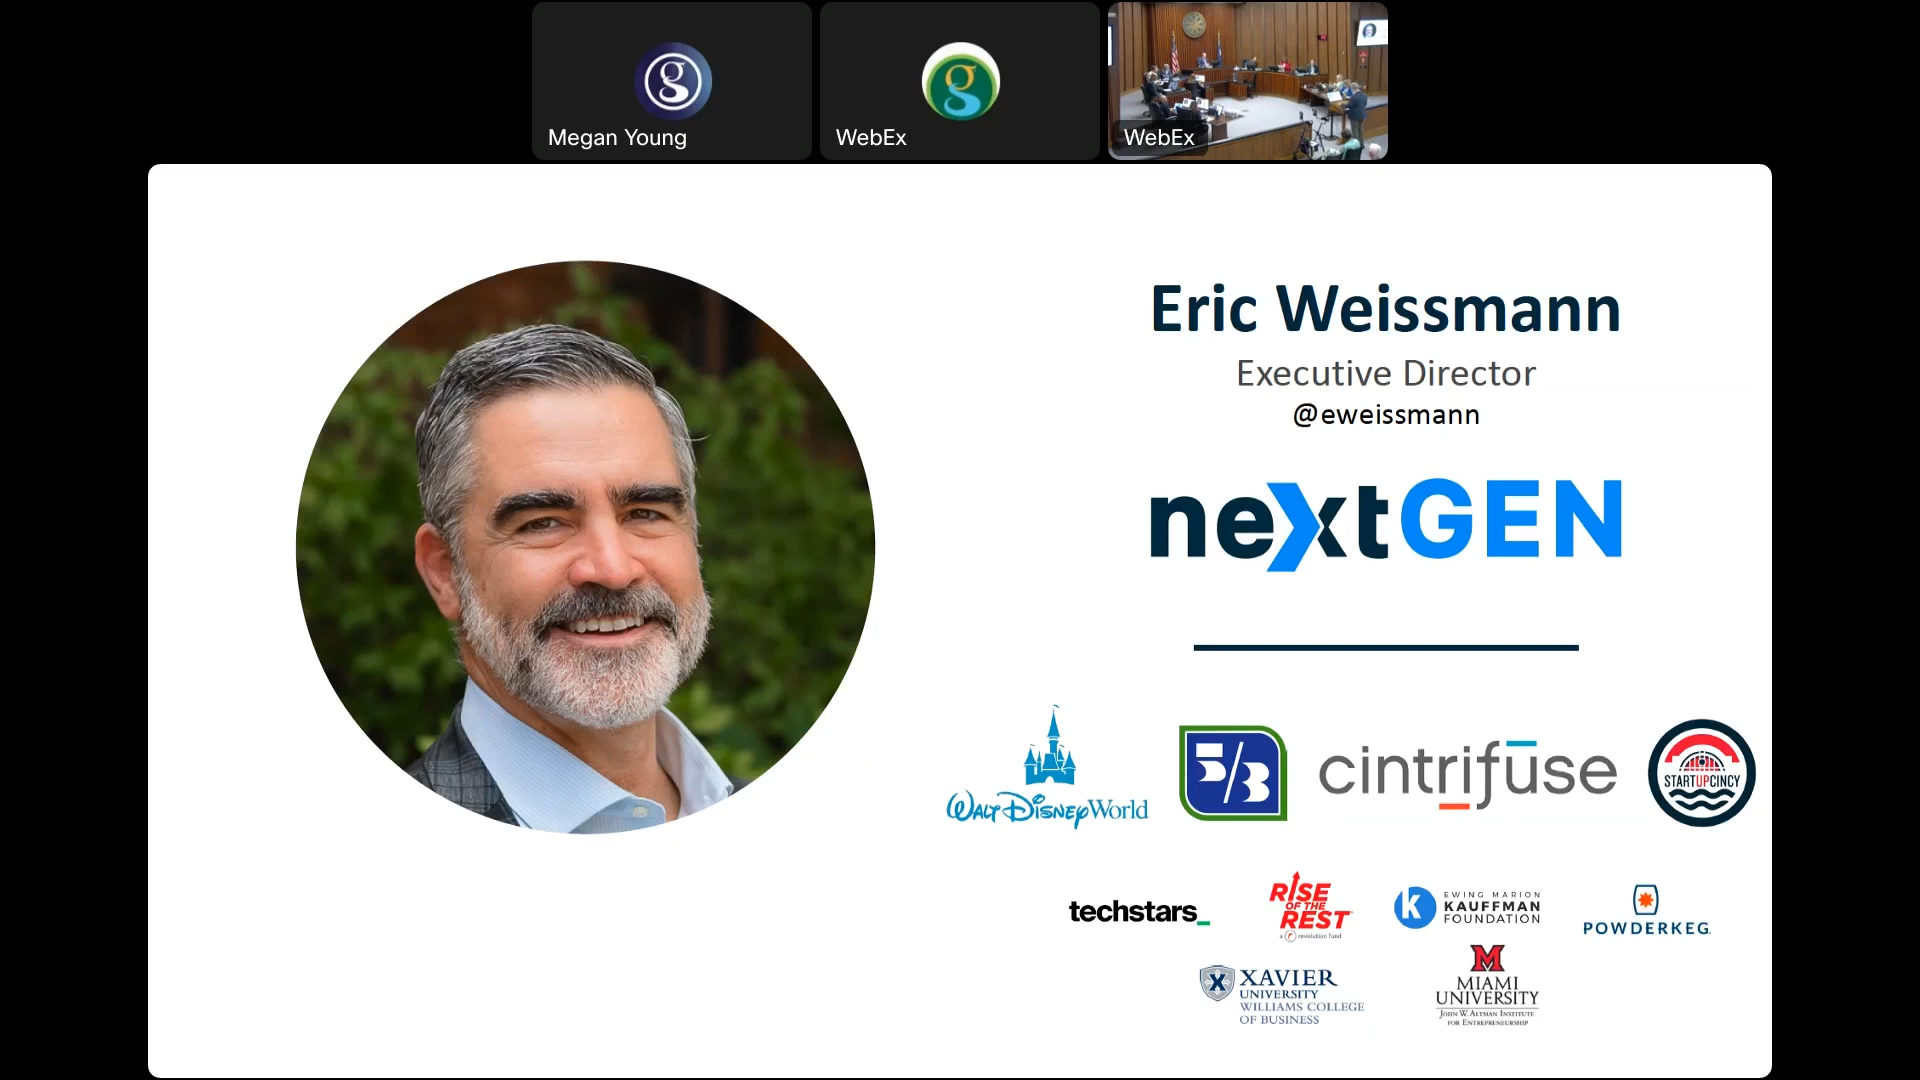 Megan Young
WebEx
WebEx
Eric Weissmann
Executive Director
@eweissmann
nextGEN
WALT DISNEY World
5/3
cintrifuse
STARTUPCINCY
techstars_
RISE
OF THE
REST
a revolution fund
K
EWING MARION
KAUFFMAN
FOUNDATION
POWDERKEG
X
XAVIER
UNIVERSITY
WILLIAMS COLLEGE
OF BUSINESS
M
MIAMI
UNIVERSITY
JOHN W. ALTMAN INSTITUTE
FOR ENTREPRENEURSHIP